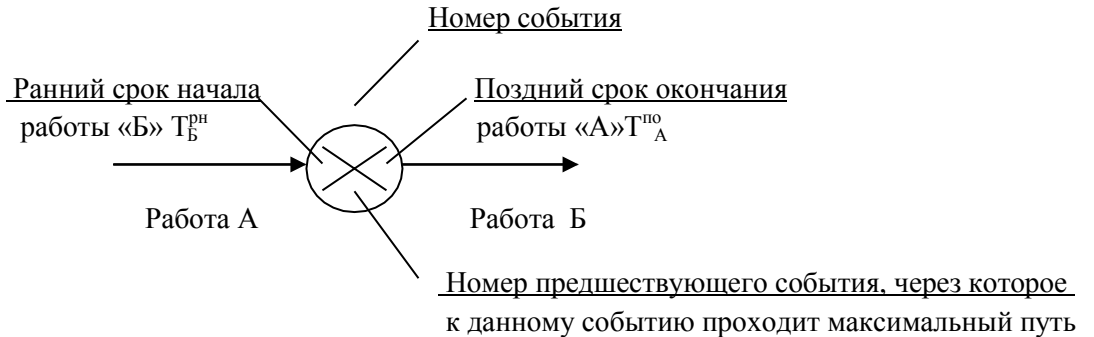 Номер события
Ранний срок начала
работы «Б» Т^рн_Б
Поздний срок окончания
работы «А»Т^по_А
Работа А
Работа Б
Номер предшествующего события, через которое
к данному событию проходит максимальный путь